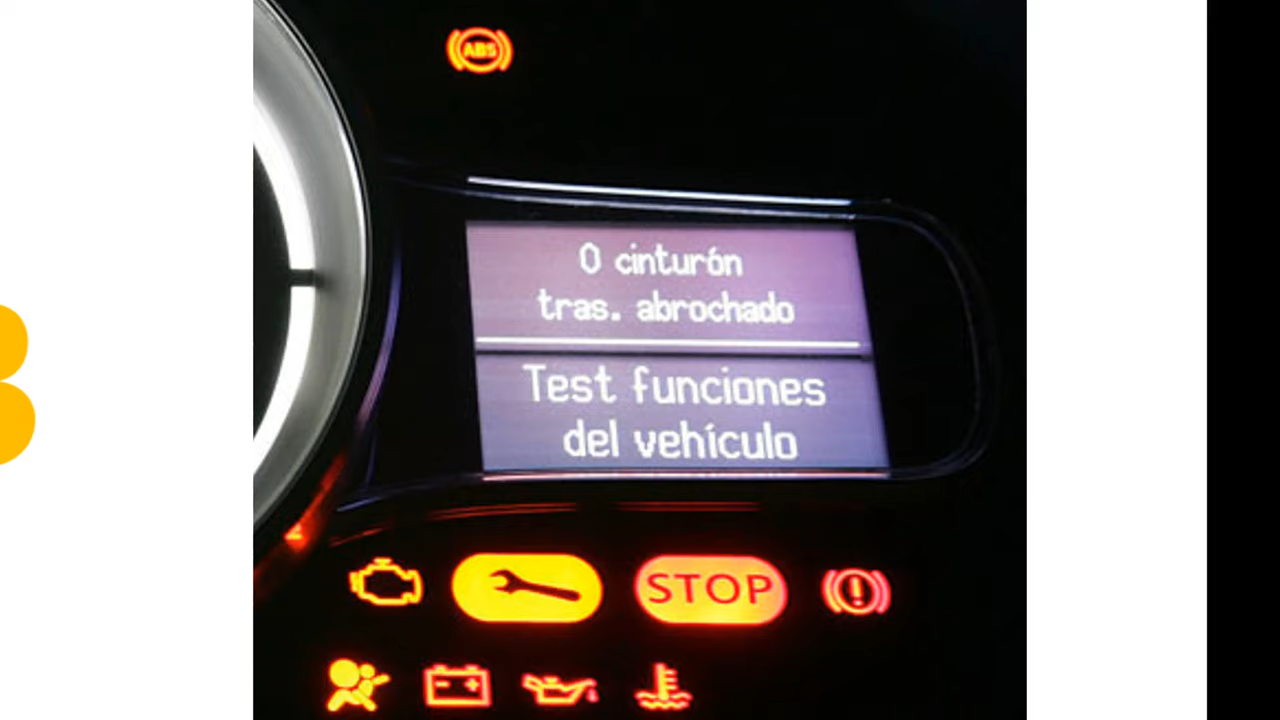 ABS
0 cinturón
tras. abrochado
Test funciones
del vehículo
STOP